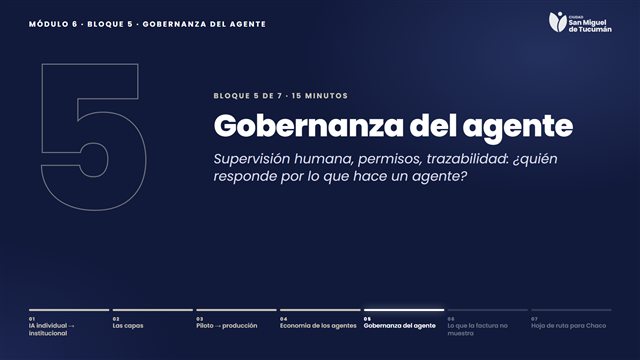 MÓDULO 6 · BLOQUE 5 · GOBERNANZA DEL AGENTE
CIUDAD
San Miguel
de Tucumán
5
BLOQUE 5 DE 7 · 15 MINUTOS
Gobernanza del agente
Supervisión humana, permisos, trazabilidad: ¿quién
responde por lo que hace un agente?
01
IA individual →
institucional
02
Las capas
03
Piloto → producción
04
Economía de los agentes
05
Gobernanza del agente
06
Lo que la factura no
muestra
07
Hoja de ruta para Chaco